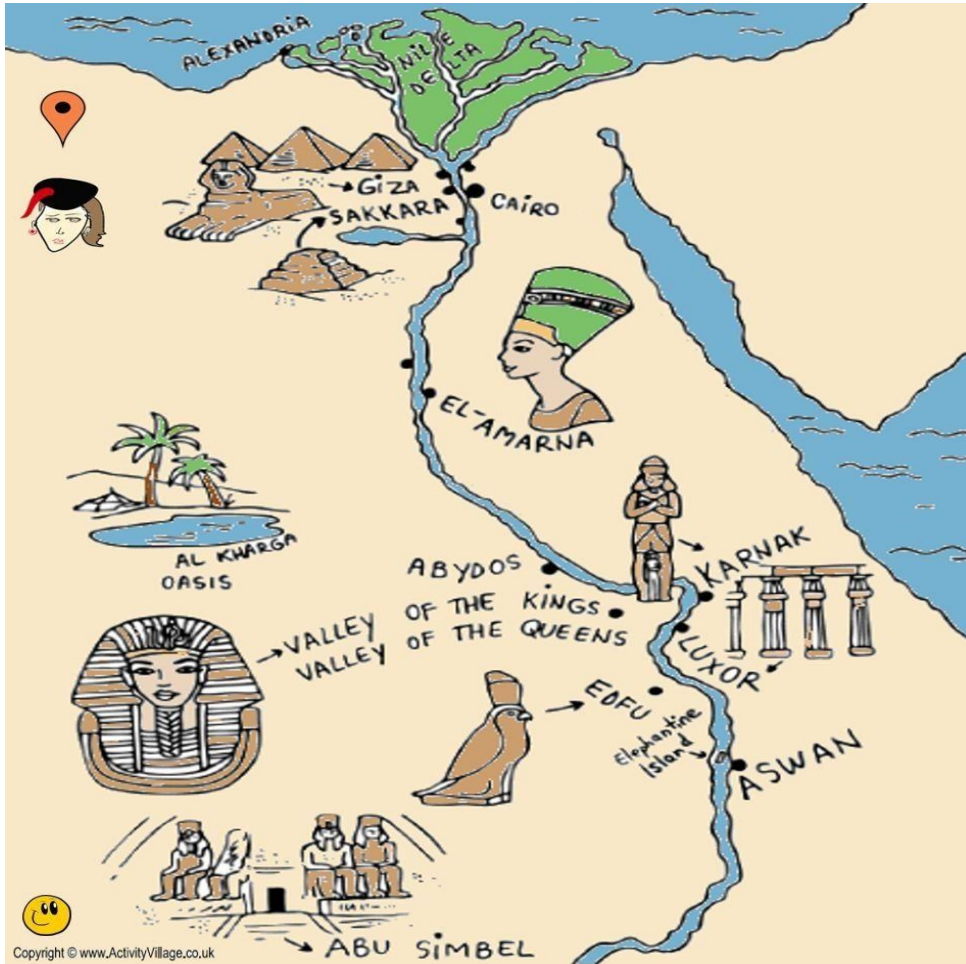 ALEXANDRIA
NILE
DELTA
GIZA
SAKKARA
CAIRO
EL-AMARNA
AL KHARGA
OASIS
ABYDOS
KARNAK
VALLEY OF THE KINGS
VALLEY OF THE QUEENS
LUXOR
EDFU
Elephantine
Island
ASWAN
ABU SIMBEL
Copyright © www.ActivityVillage.co.uk